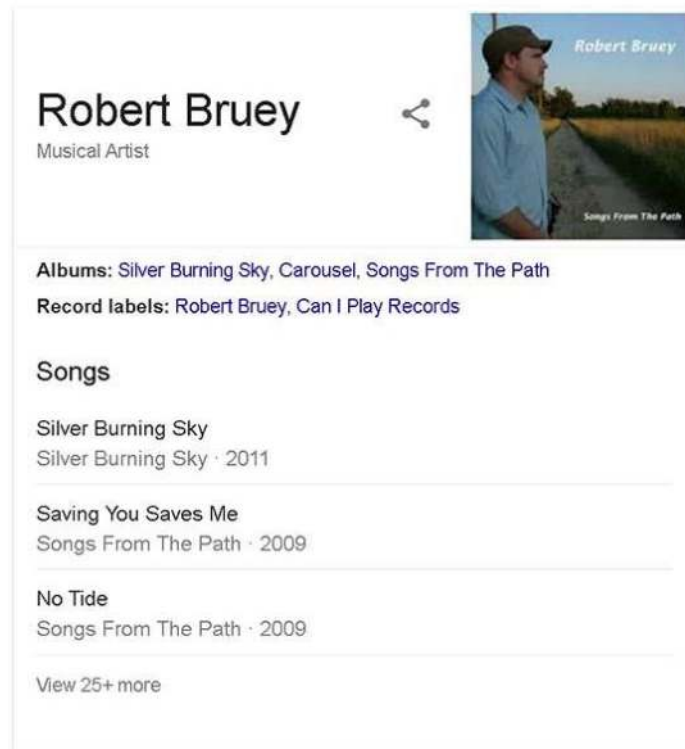 Robert Bruey
Musical Artist
Robert Bruey
Songs From The Path
Albums: Silver Burning Sky, Carousel, Songs From The Path
Record labels: Robert Bruey, Can I Play Records
Songs
Silver Burning Sky
Silver Burning Sky · 2011
Saving You Saves Me
Songs From The Path · 2009
No Tide
Songs From The Path · 2009
View 25+ more